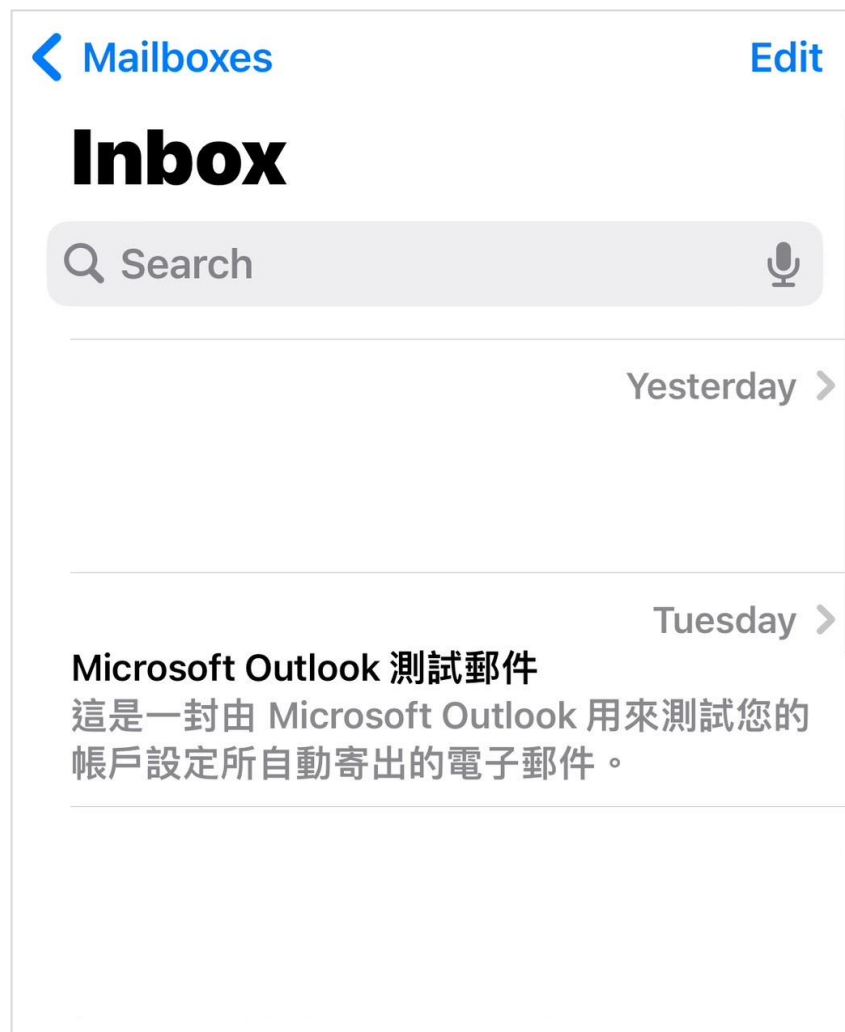 Mailboxes
Edit
Inbox
Search
Yesterday
Tuesday
Microsoft Outlook 測試郵件
這是一封由 Microsoft Outlook 用來測試您的
帳戶設定所自動寄出的電子郵件。